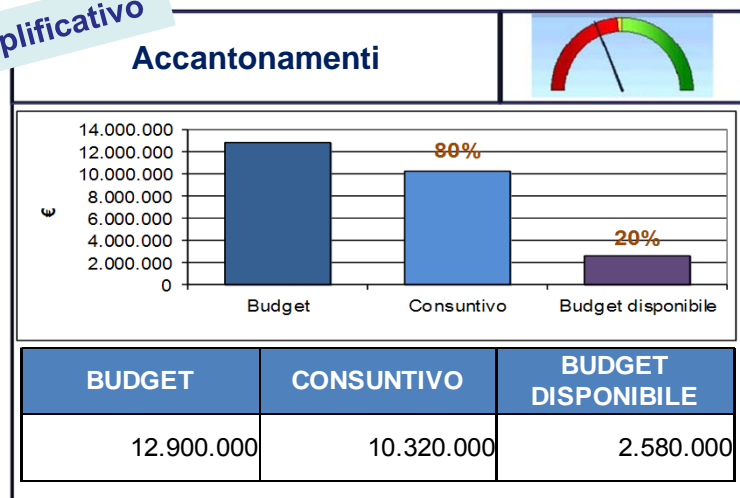 plificativo
Accantonamenti
14.000.000
12.000.000
10.000.000
8.000.000
6.000.000
4.000.000
2.000.000
0
€
80%
20%
Budget
Consuntivo
Budget disponibile
BUDGET
CONSUNTIVO
BUDGET
DISPONIBILE
12.900.000
10.320.000
2.580.000